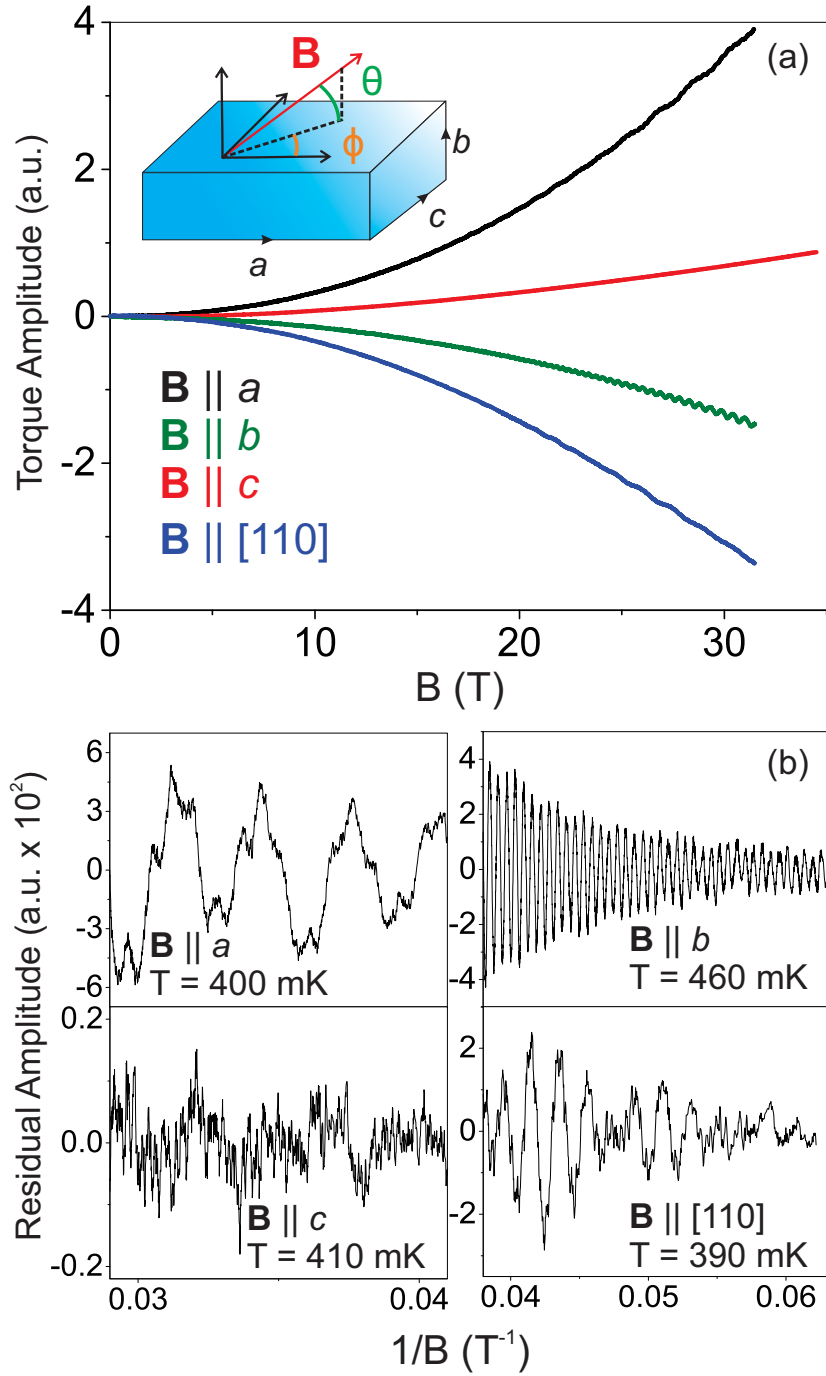 4
2
0
-2
-4
Torque Amplitude (a.u.)
(a)
B
θ
ϕ
b
c
a
B || a
B || b
B || c
B || [110]
0
10
20
30
B (T)
Residual Amplitude (a.u. x 10²)
6
3
0
-3
-6
B || a
T = 400 mK
4
2
0
-2
-4
(b)
B || b
T = 460 mK
0.2
0.0
-0.2
B || c
T = 410 mK
0.03
0.04
2
0
-2
B || [110]
T = 390 mK
0.04
0.05
0.06
1/B (T⁻¹)